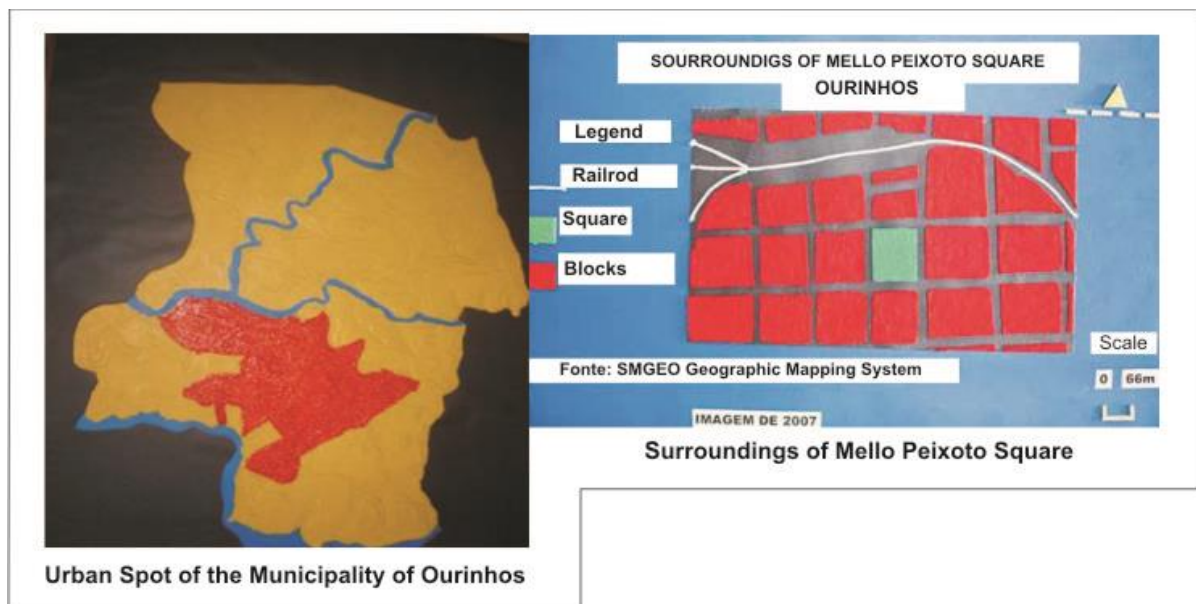 SOURROUNDIGS OF MELLO PEIXOTO SQUARE
OURINHOS
Legend
Railrod
Square
Blocks
Scale
0 66m
Fonte: SMGEO Geographic Mapping System
IMAGEM DE 2007
Surroundings of Mello Peixoto Square
Urban Spot of the Municipality of Ourinhos